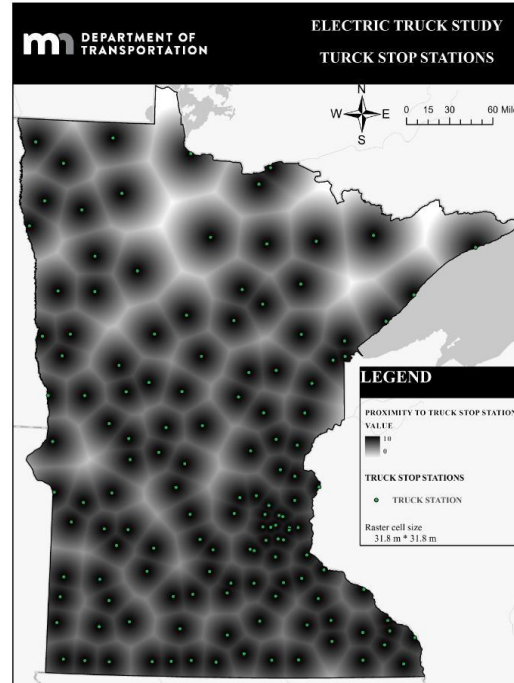 DEPARTMENT OF
TRANSPORTATION
ELECTRIC TRUCK STUDY
TURCK STOP STATIONS
N
W E
S
0 15 30 60 Mile
LEGEND
PROXIMITY TO TRUCK STOP STATION
VALUE
10
0
TRUCK STOP STATIONS
TRUCK STATION
Raster cell size
31.8 m * 31.8 m